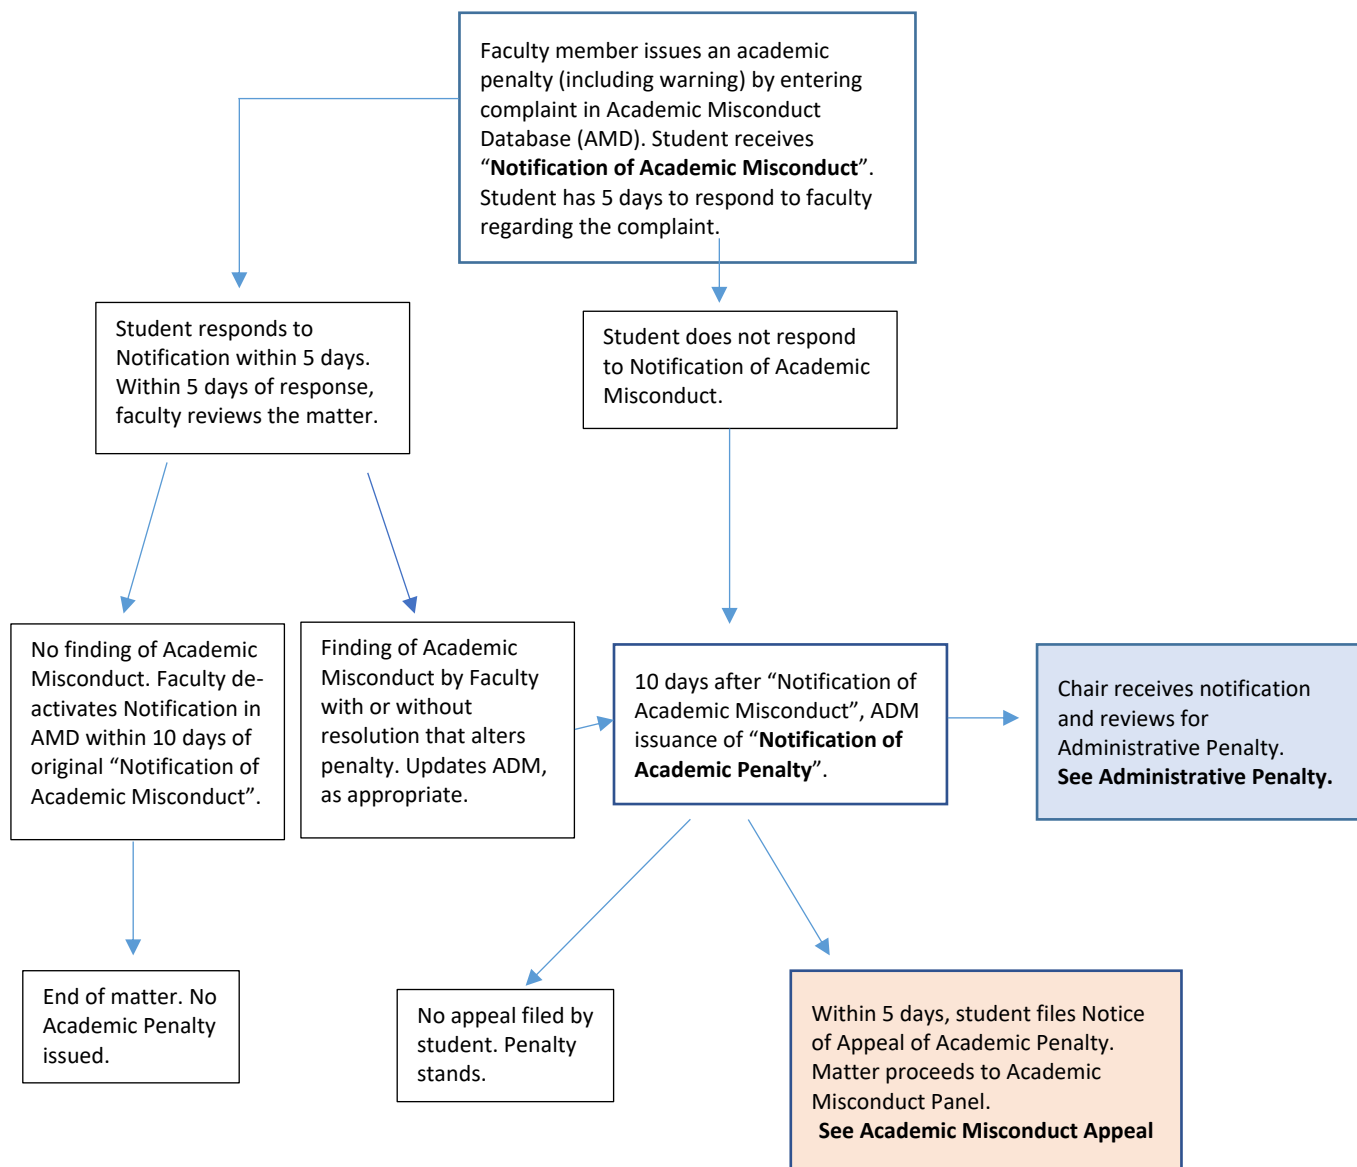 Faculty member issues an academic
penalty (including warning) by entering
complaint in Academic Misconduct
Database (AMD). Student receives
“Notification of Academic Misconduct”.
Student has 5 days to respond to faculty
regarding the complaint.
Student responds to
Notification within 5 days.
Within 5 days of response,
faculty reviews the matter.
Student does not respond
to Notification of Academic
Misconduct.
No finding of Academic
Misconduct. Faculty de-
activates Notification in
AMD within 10 days of
original “Notification of
Academic Misconduct”.
Finding of Academic
Misconduct by Faculty
with or without
resolution that alters
penalty. Updates ADM,
as appropriate.
10 days after “Notification of
Academic Misconduct”, ADM
issuance of “Notification of
Academic Penalty”.
Chair receives notification
and reviews for
Administrative Penalty.
See Administrative Penalty.
End of matter. No
Academic Penalty
issued.
No appeal filed by
student. Penalty
stands.
Within 5 days, student files Notice
of Appeal of Academic Penalty.
Matter proceeds to Academic
Misconduct Panel.
See Academic Misconduct Appeal